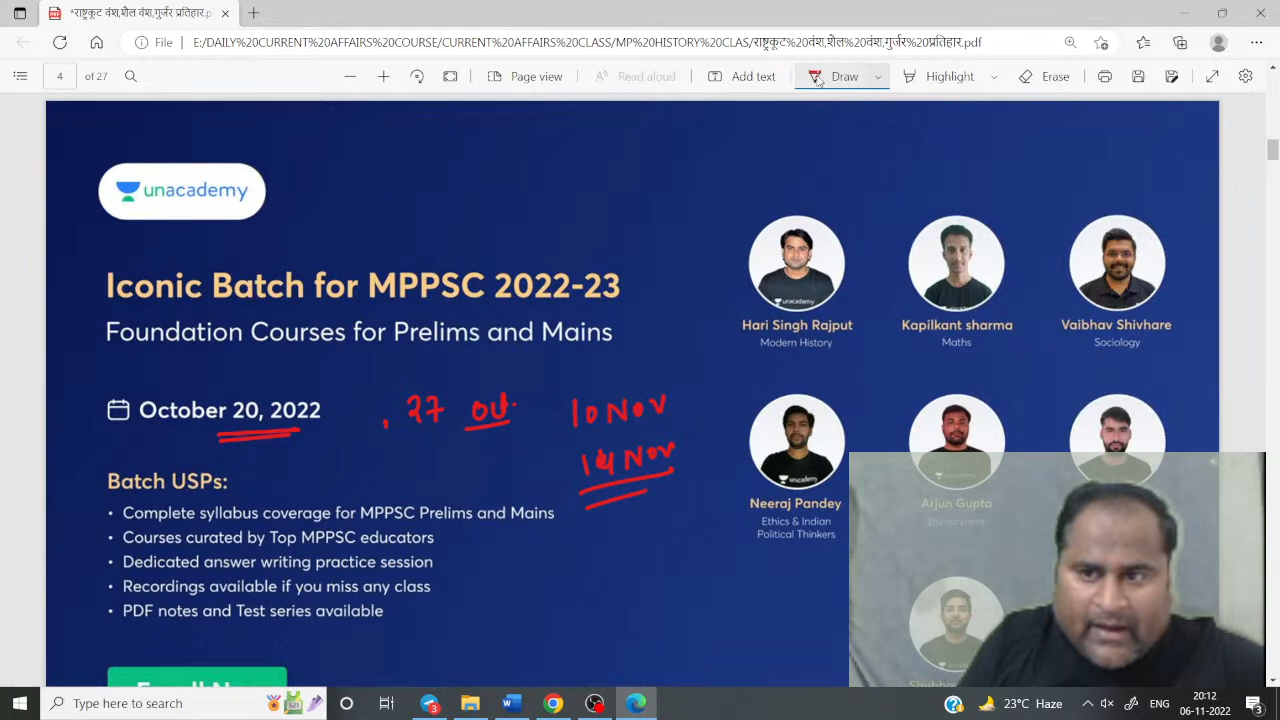 राष्ट्रकूट वंश,शैल वंश,गुर्जर प्रतिहार
File
E:/DAILY%20CURRENT%20AFFAIRS%20COURSE/CURRENT%20AFFAIRS%20CLASS/MP%20HISTORY%20CLAS/राष्ट्रकूट वंश,शैल वंश,गुर्जर प्रतिहार.pdf
4 of 27
Page view
Read aloud
Add text
Draw
Highlight
Erase
unacademy
Iconic Batch for MPPSC 2022-23
Foundation Courses for Prelims and Mains
October 20, 2022
, 27 Oct.
10 Nov
14 Nov
Batch USPs:
• Complete syllabus coverage for MPPSC Prelims and Mains
• Courses curated by Top MPPSC educators
• Dedicated answer writing practice session
• Recordings available if you miss any class
• PDF notes and Test series available
Hari Singh Rajput
Modern History
Kapilkant sharma
Maths
Vaibhav Shivhare
Sociology
Neeraj Pandey
Ethics & Indian
Political Thinkers
Arjun Gupta
Environment
Type here to search
23°C Haze
ENG
20:12
06-11-2022
3